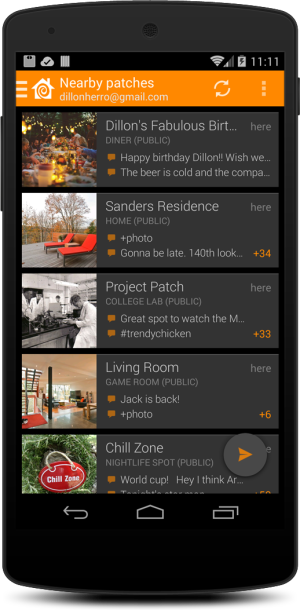 11:11
Nearby patches
dillonherro@gmail.com
Dillon's Fabulous Birt... here
DINER (PUBLIC)
Happy birthday Dillon!! Wish we...
The beer is cold and the compa...
Sanders Residence here
HOME (PUBLIC)
+photo
Gonna be late. 140th look... +34
Project Patch here
COLLEGE LAB (PUBLIC)
Great spot to watch the M...
#trendychicken +33
Living Room here
GAME ROOM (PUBLIC)
Jack is back!
+photo +6
Chill Zone
Chill Zone here
NIGHTLIFE SPOT (PUBLIC)
World cup! Hey I think Ar...